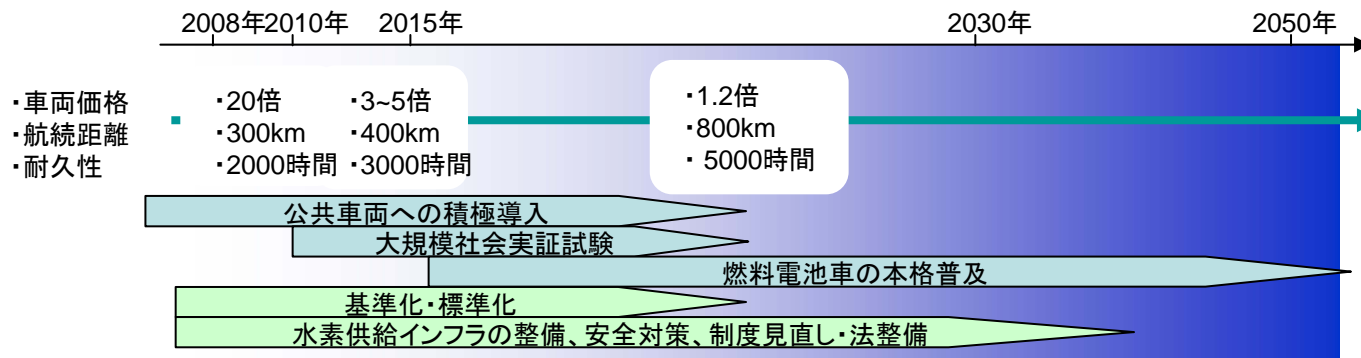 2008年 2010年 2015年 2030年 2050年
・車両価格
・航続距離
・耐久性
・20倍
・300km
・2000時間
・3~5倍
・400km
・3000時間
・1.2倍
・800km
・ 5000時間
公共車両への積極導入
大規模社会実証試験
燃料電池車の本格普及
基準化・標準化
水素供給インフラの整備、安全対策、制度見直し・法整備